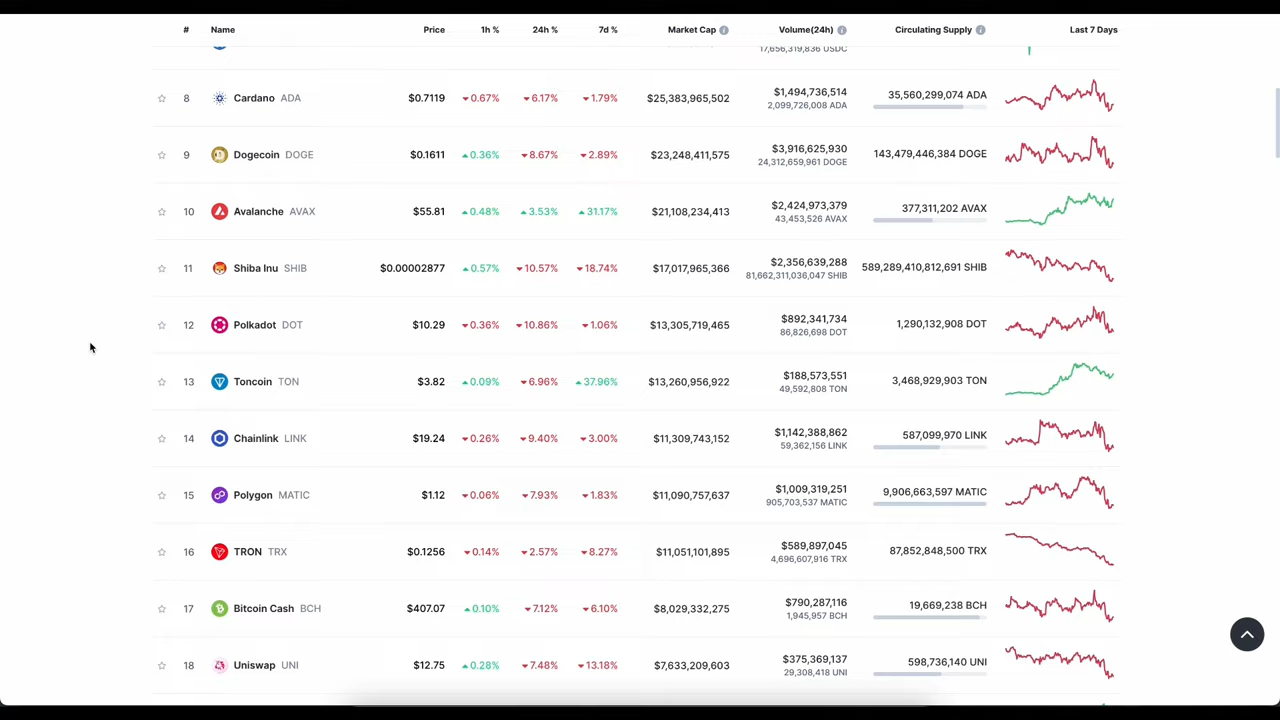 # Name Price 1h % 24h % 7d % Market Cap Volume(24h) Circulating Supply Last 7 Days
17,656,319,836 USDC
8 Cardano ADA $0.7119 0.67% 6.17% 1.79% $25,383,965,502 $1,494,736,514 35,560,299,074 ADA
2,099,726,008 ADA
9 Dogecoin DOGE $0.1611 0.36% 8.67% 2.89% $23,248,411,575 $3,916,625,930 143,479,446,384 DOGE
24,312,659,961 DOGE
10 Avalanche AVAX $55.81 0.48% 3.53% 31.17% $21,108,234,413 $2,424,973,379 377,311,202 AVAX
43,453,526 AVAX
11 Shiba Inu SHIB $0.00002877 0.57% 10.57% 18.74% $17,017,965,366 $2,356,639,288 589,289,410,812,691 SHIB
81,662,311,036,047 SHIB
12 Polkadot DOT $10.29 0.36% 10.86% 1.06% $13,305,719,465 $892,341,734 1,290,132,908 DOT
86,826,698 DOT
13 Toncoin TON $3.82 0.09% 6.96% 37.96% $13,260,956,922 $188,573,551 3,468,929,903 TON
49,592,808 TON
14 Chainlink LINK $19.24 0.26% 9.40% 3.00% $11,309,743,152 $1,142,388,862 587,099,970 LINK
59,362,156 LINK
15 Polygon MATIC $1.12 0.06% 7.93% 1.83% $11,090,757,637 $1,009,319,251 9,906,663,597 MATIC
905,703,537 MATIC
16 TRON TRX $0.1256 0.14% 2.57% 8.27% $11,051,101,895 $589,897,045 87,852,848,500 TRX
4,696,607,916 TRX
17 Bitcoin Cash BCH $407.07 0.10% 7.12% 6.10% $8,029,332,275 $790,287,116 19,669,238 BCH
1,945,957 BCH
18 Uniswap UNI $12.75 0.28% 7.48% 13.18% $7,633,209,603 $375,369,137 598,736,140 UNI
29,308,418 UNI